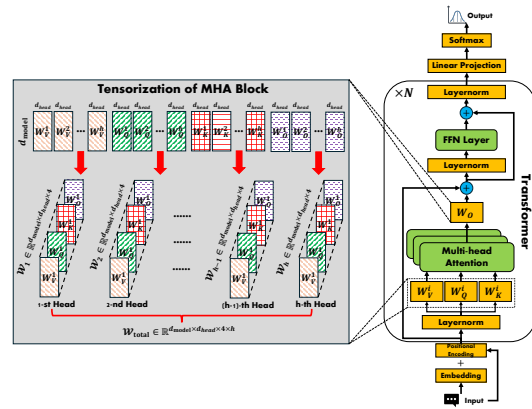 Tensorization of MHA Block
d_head d_head d_head d_head d_head d_head d_head d_head d_head d_head d_head d_head
d_model
W_V^1 W_V^2 ... W_V^h W_Q^1 W_Q^2 ... W_Q^h W_K^1 W_K^2 ... W_K^h W_O^1 W_O^2 ... W_O^h
𝓦_1 ∈ ℝ^{d_model×d_head×4}
𝓦_2 ∈ ℝ^{d_model×d_head×4}
......
......
𝓦_{h−1} ∈ ℝ^{d_model×d_head×4}
𝓦_h ∈ ℝ^{d_model×d_head×4}
1-st Head
2-nd Head
(h-1)-th Head
h-th Head
𝓦_total ∈ ℝ^{d_model×d_head×4×h}
Output
Softmax
Linear Projection
×N
Layernorm
+
FFN Layer
Layernorm
+
W_O
Multi-head
Attention
W_V^i W_Q^i W_K^i
Layernorm
Positional
Encoding
+
Embedding
Input
Transformer